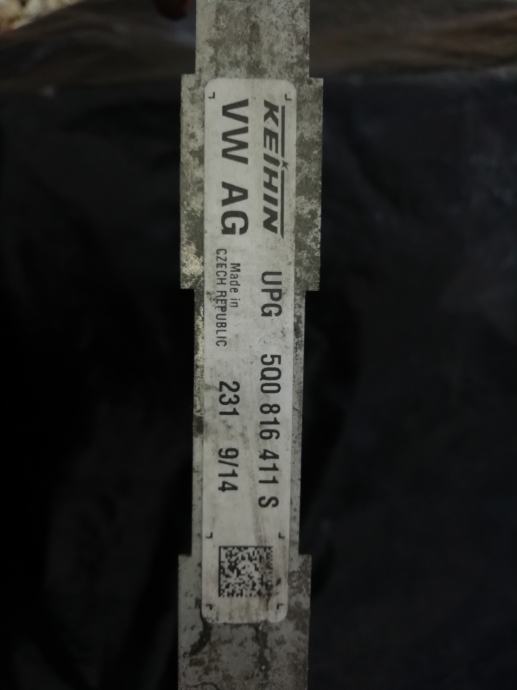 KEIHIN UPG 5Q0 816 411 S
VW AG Made in
CZECH REPUBLIC 231 9/14